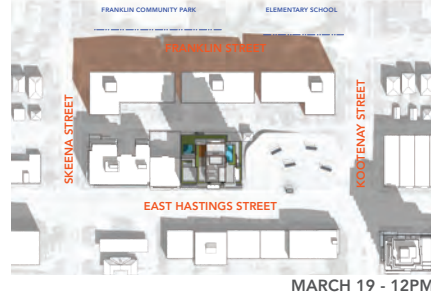 FRANKLIN COMMUNITY PARK
ELEMENTARY SCHOOL
FRANKLIN STREET
SKEENA STREET
KOOTENAY STREET
EAST HASTINGS STREET
MARCH 19 - 12PM